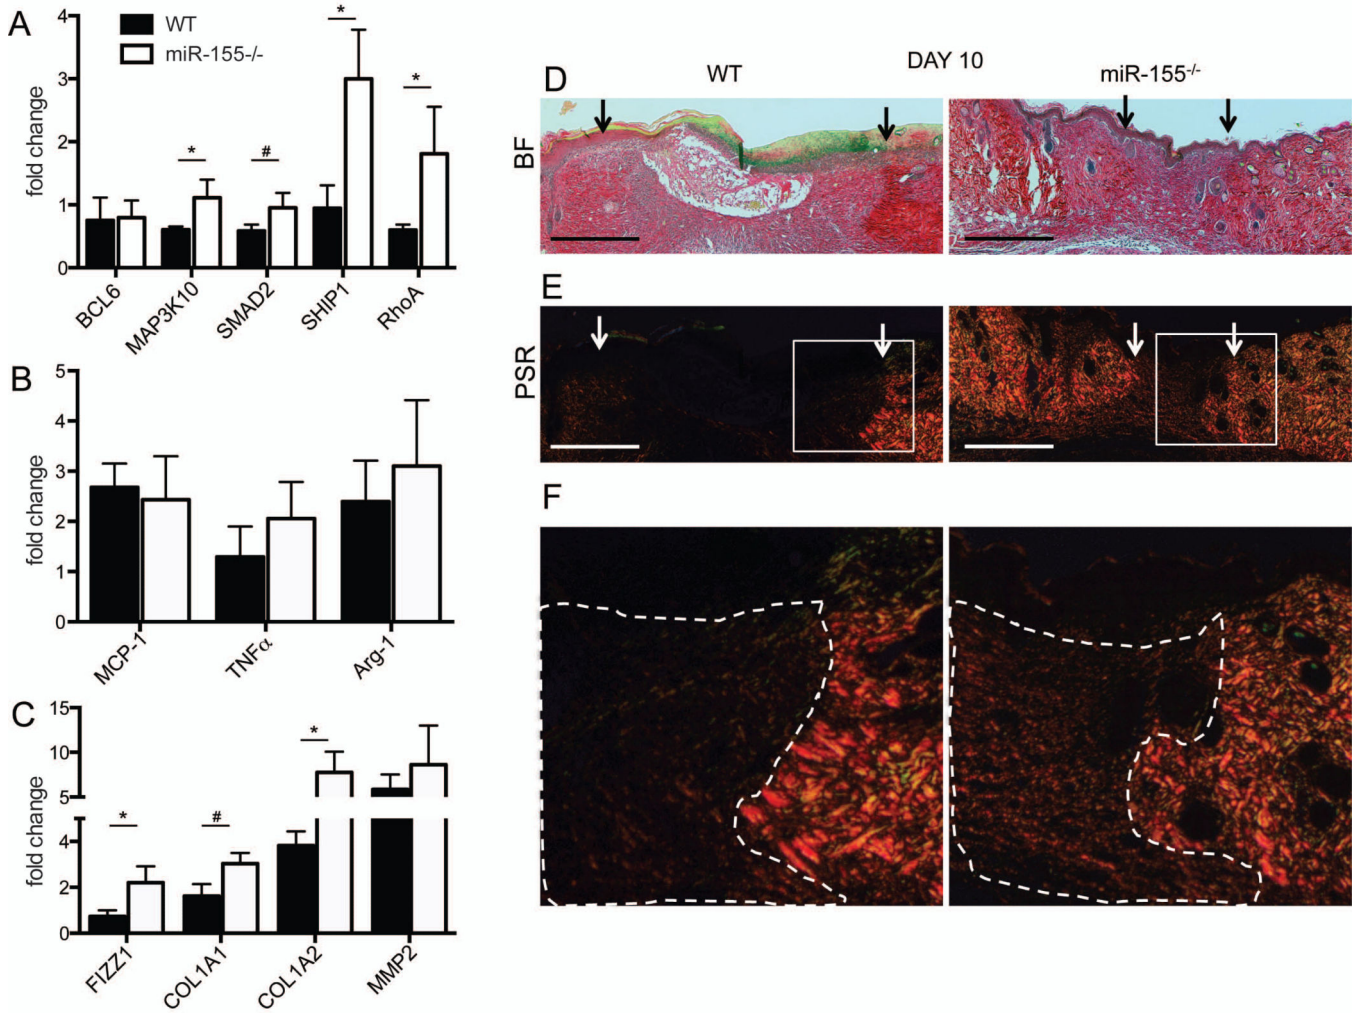 A
WT
miR-155-/-
fold change
4
3
2
1
0
*
#
*
*
BCL6
MAP3K10
SMAD2
SHIP1
RhoA
B
fold change
5
4
3
2
1
0
MCP-1
TNFα
Arg-1
C
fold change
15
10
5
4
2
0
*
#
*
FIZZ1
COL1A1
COL1A2
MMP2
DAY 10
D
WT
miR-155-/-
BF
E
PSR
F